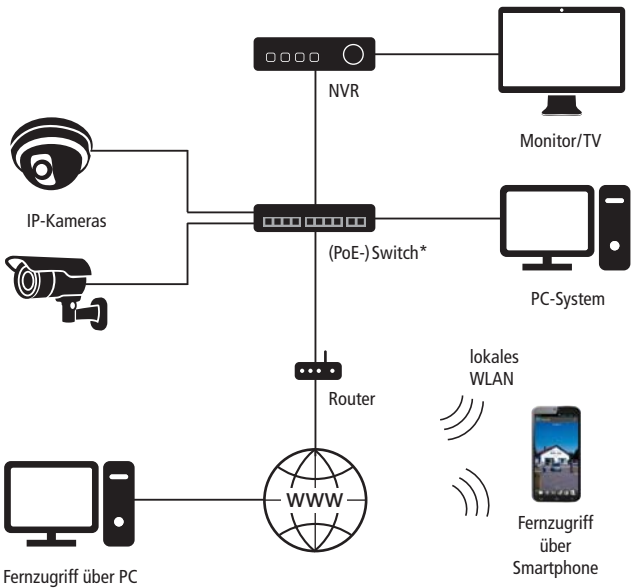 NVR
Monitor/TV
IP-Kameras
(PoE-) Switch*
PC-System
lokales
WLAN
Router
WWW
Fernzugriff
über
Smartphone
Fernzugriff über PC